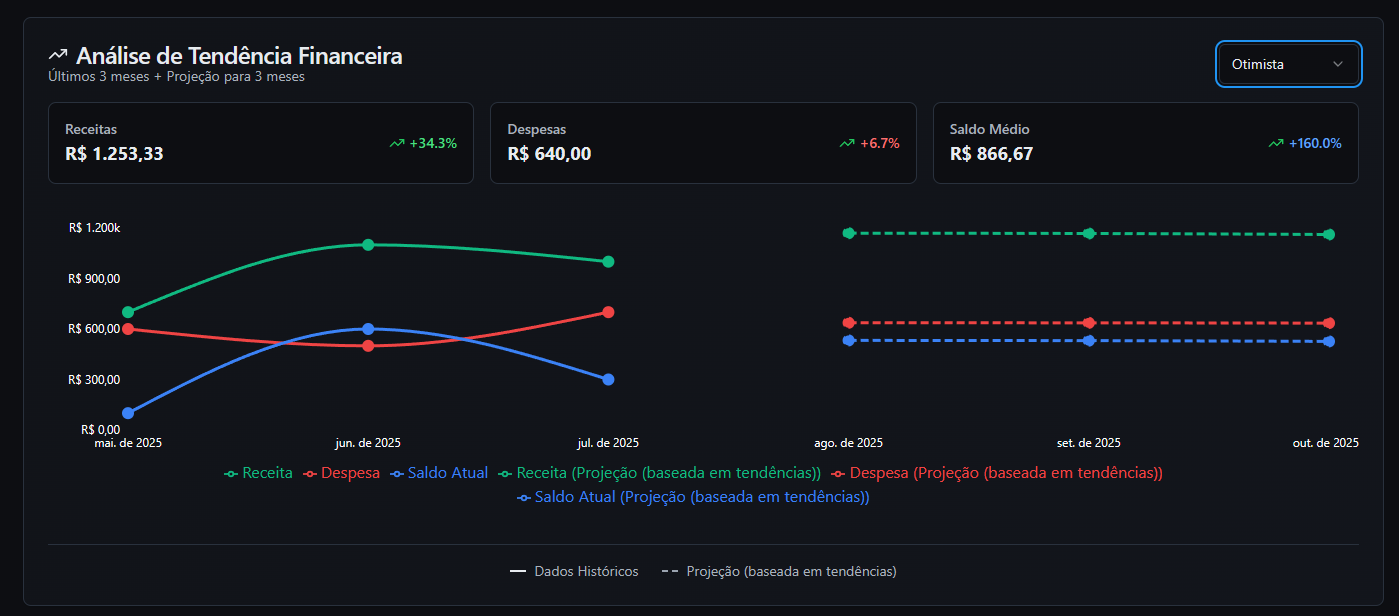 Análise de Tendência Financeira
Últimos 3 meses + Projeção para 3 meses
Otimista
Receitas
R$ 1.253,33
+34.3%
Despesas
R$ 640,00
+6.7%
Saldo Médio
R$ 866,67
+160.0%
R$ 1.200k
R$ 900,00
R$ 600,00
R$ 300,00
R$ 0,00
mai. de 2025 jun. de 2025 jul. de 2025 ago. de 2025 set. de 2025 out. de 2025
Receita Despesa Saldo Atual Receita (Projeção (baseada em tendências)) Despesa (Projeção (baseada em tendências))
Saldo Atual (Projeção (baseada em tendências))
Dados Históricos Projeção (baseada em tendências)